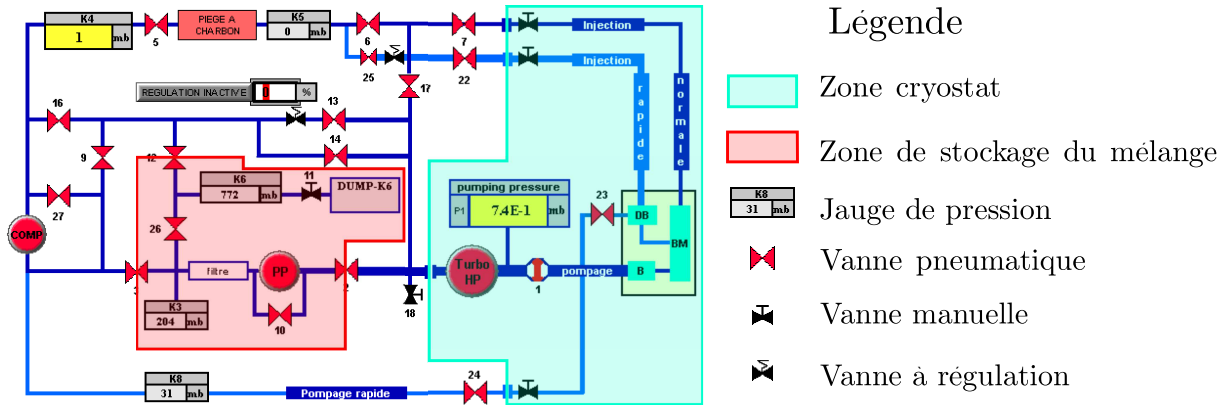 K4
1
mb
5
PIEGE A
CHARBON
K5
0
mb
6
7
Injection
normale
25
22
Injection
rapide
17
REGULATION INACTIVE
0
%
16
13
14
9
12
27
COMP
K6
772
mb
11
DUMP-K6
26
filtre
PP
2
K3
204
mb
10
18
pumping pressure
P1
7.4E-1
mb
23
DB
BM
B
Turbo
HP
1
pompage
K8
31
mb
Pompage rapide
24
Légende
Zone cryostat
Zone de stockage du mélange
K8
31
mb
Jauge de pression
Vanne pneumatique
Vanne manuelle
Vanne à régulation